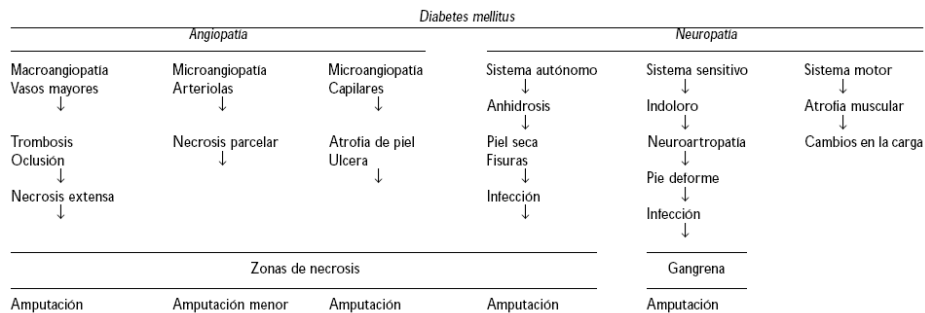 Diabetes mellitus
Angiopatía Neuropatía
Macroangiopatía Microangiopatía Microangiopatía Sistema autónomo Sistema sensitivo Sistema motor
Vasos mayores Arteriolas Capilares ↓ ↓ ↓
↓ ↓ ↓ Anhidrosis Indoloro Atrofia muscular
↓ ↓ ↓
Trombosis Necrosis parcelar Atrofia de piel Piel seca Neuroartropatía Cambios en la carga
Oclusión ↓ Ulcera Fisuras ↓
↓ ↓ ↓ Pie deforme
Necrosis extensa Infección ↓
↓ ↓ Infección
↓
Zonas de necrosis Gangrena
Amputación Amputación menor Amputación Amputación Amputación